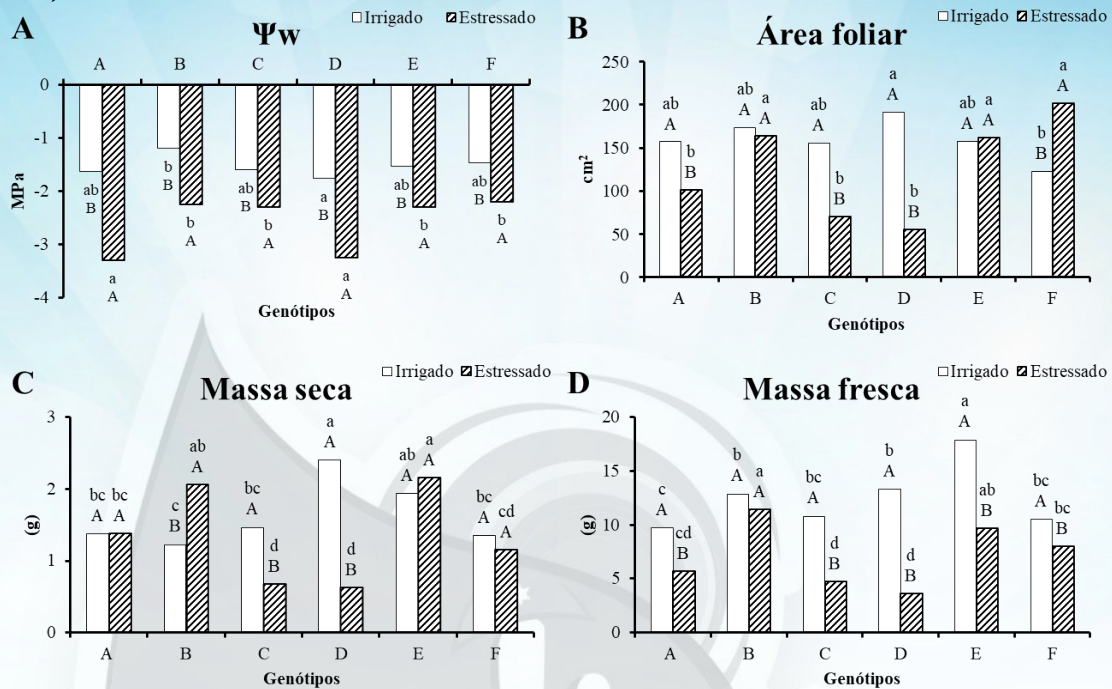 A
Ψw
Irrigado Estressado
A B C D E F
0
-1
-2
-3
-4
MPa
ab ab
b b ab b a ab b ab b
B B A B A B B A B A
a a
A A
Genótipos
B
Área foliar
Irrigado Estressado
250
200
150
100
50
0
cm²
ab b ab a ab b a b ab a b a
A B A A A B A B A A B A
A B C D E F
Genótipos
C
Massa seca
Irrigado Estressado
3
2
1
0
(g)
bc bc c ab bc d a d ab a bc cd
A A B A A B A B A A A A
A B C D E F
Genótipos
D
Massa fresca
Irrigado Estressado
20
15
10
5
0
(g)
c cd b a bc d b d a ab bc bc
A B A A A B A B A B A B
A B C D E F
Genótipos